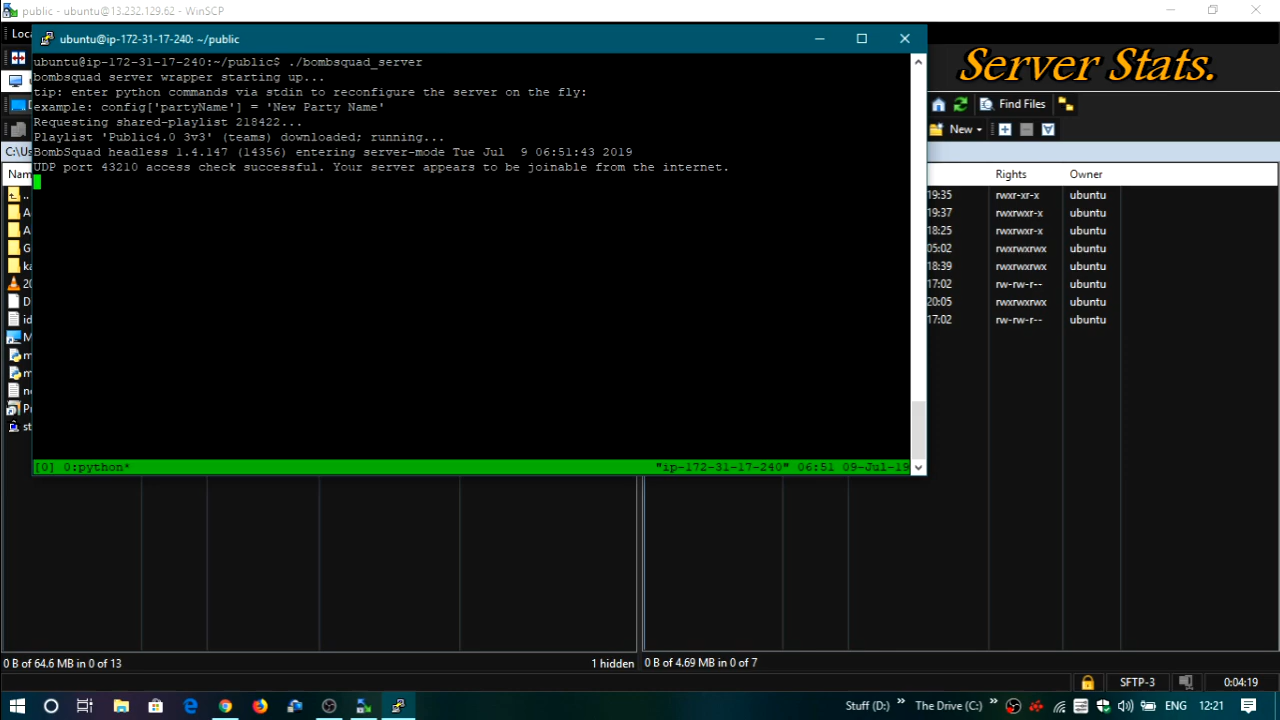 public - ubuntu@13.232.129.62 - WinSCP
Loca
Server Stats.
ubuntu@ip-172-31-17-240: ~/public
ubuntu@ip-172-31-17-240:~/public$ ./bombsquad_server
bombsquad server wrapper starting up...
tip: enter python commands via stdin to reconfigure the server on the fly:
example: config['partyName'] = 'New Party Name'
Requesting shared-playlist 218422...
Playlist 'Public4.0 3v3' (teams) downloaded; running...
BombSquad headless 1.4.147 (14356) entering server-mode Tue Jul  9 06:51:43 2019
UDP port 43210 access check successful. Your server appears to be joinable from the internet.
[0] 0:python*
"ip-172-31-17-240" 06:51 09-Jul-19
Find Files
New
C:\Us
Nam
Rights
Owner
..
19:35 rwxr-xr-x ubuntu
19:37 rwxrwxr-x ubuntu
18:25 rwxrwxr-x ubuntu
05:02 rwxrwxrwx ubuntu
18:39 rwxrwxrwx ubuntu
17:02 rw-rw-r-- ubuntu
20:05 rwxrwxrwx ubuntu
17:02 rw-rw-r-- ubuntu
A
A
G
ka
20
D
id
M
m
m
ne
Pu
st
0 B of 64.6 MB in 0 of 13
1 hidden
0 B of 4.69 MB in 0 of 7
SFTP-3
0:04:19
Stuff (D:)
The Drive (C:)
ENG
12:21